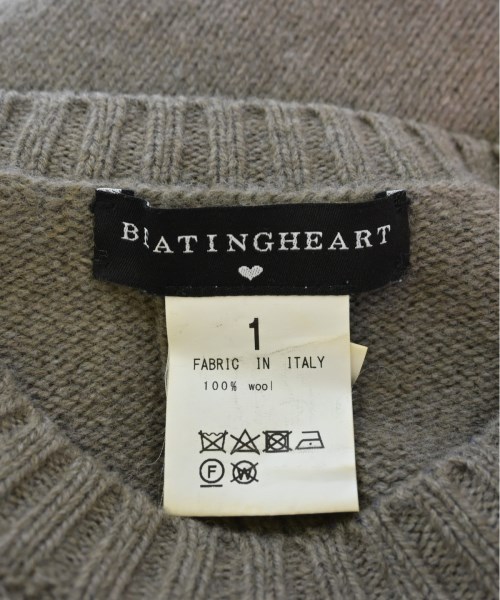 BEATINGHEART
1
FABRIC IN ITALY
100% wool
F W